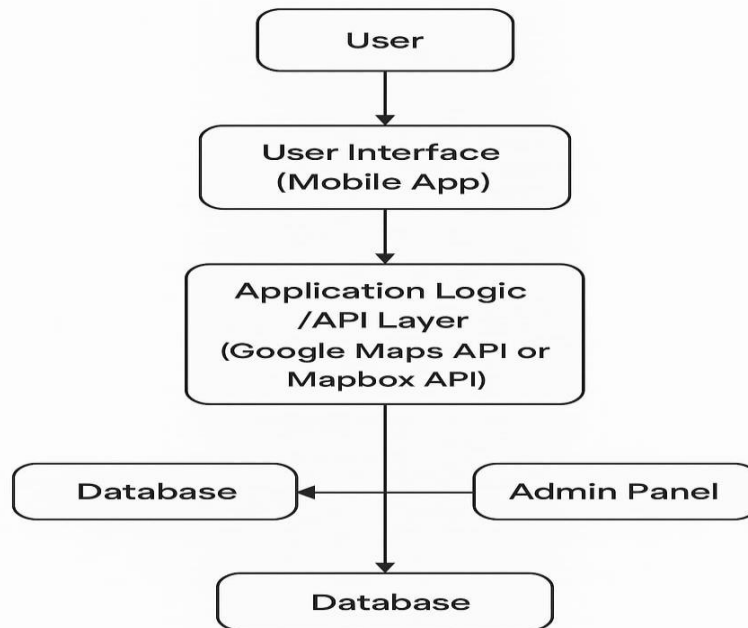 User
User Interface
(Mobile App)
Application Logic
/API Layer
(Google Maps API or
Mapbox API)
Database
Admin Panel
Database